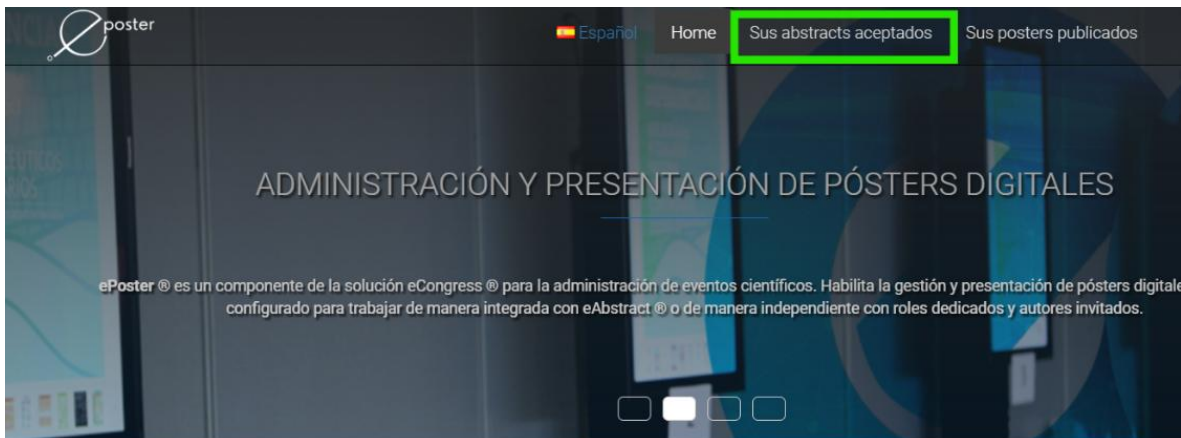 eposter
Español Home Sus abstracts aceptados Sus posters publicados
ADMINISTRACIÓN Y PRESENTACIÓN DE PÓSTERS DIGITALES
ePoster ® es un componente de la solución eCongress ® para la administración de eventos científicos. Habilita la gestión y presentación de pósters digitale
configurado para trabajar de manera integrada con eAbstract ® o de manera independiente con roles dedicados y autores invitados.